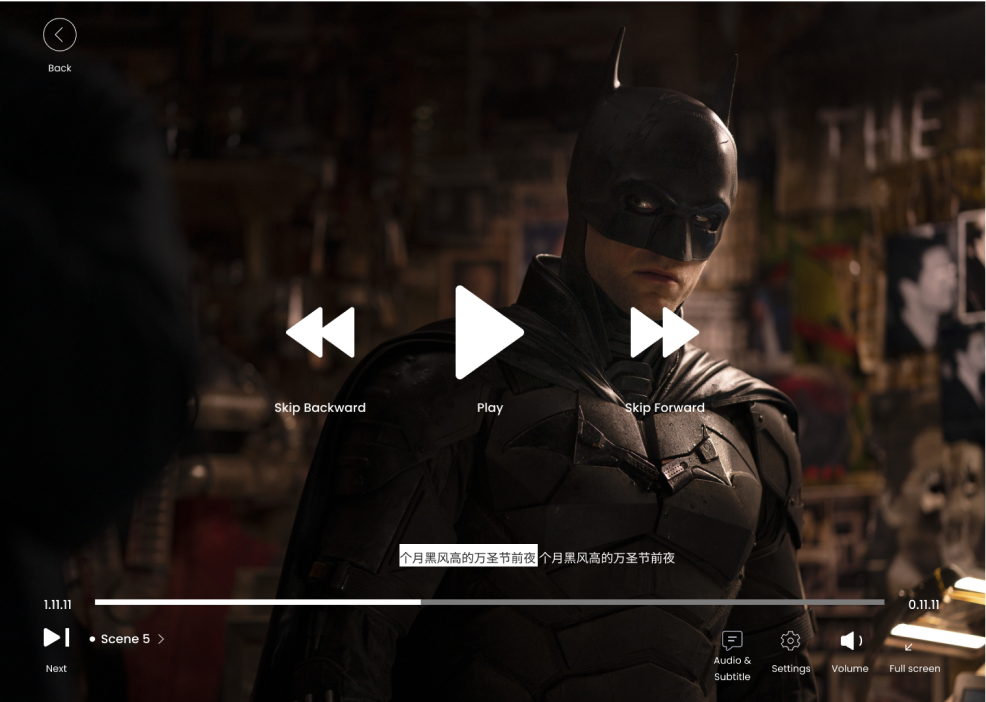 Back
THE
Skip Backward
Play
Skip Forward
个月黑风高的万圣节前夜 个月黑风高的万圣节前夜
1.11.11
0.11.11
Scene 5
Next
Audio &
Subtitle
Settings
Volume
Full screen